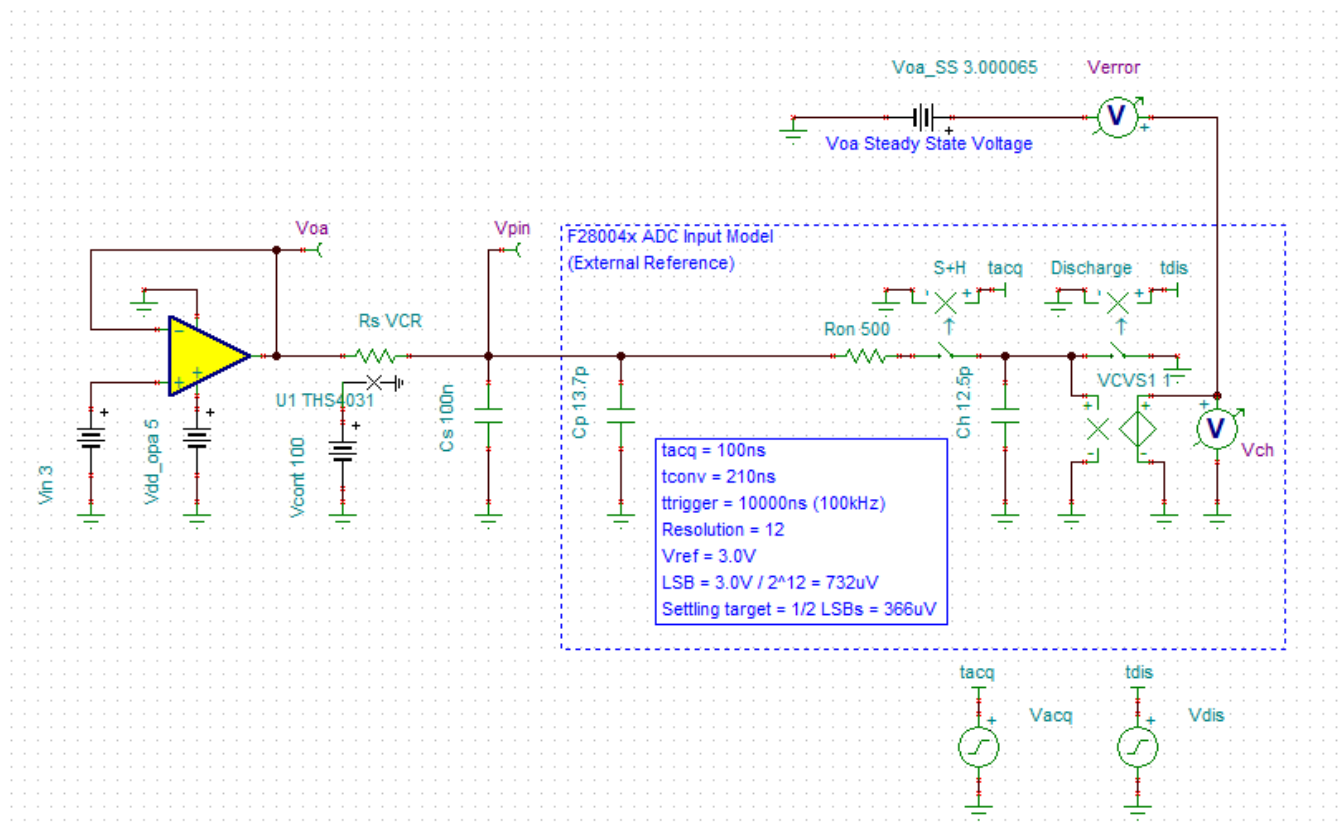 Voa_SS 3.000065
Verror
V
+
+
Voa Steady State Voltage
Voa
Vpin
F28004x ADC Input Model
(External Reference)
S+H
tacq
Discharge
tdis
Rs VCR
Ron 500
U1 THS4031
VCVS1 1
Vin 3
Vdd_opa 5
Vcont 100
Cs 100n
Cp 13.7p
Ch 12.5p
V
Vch
tacq = 100ns
tconv = 210ns
ttrigger = 10000ns (100kHz)
Resolution = 12
Vref = 3.0V
LSB = 3.0V / 2^12 = 732uV
Settling target = 1/2 LSBs = 366uV
tacq
tdis
Vacq
Vdis